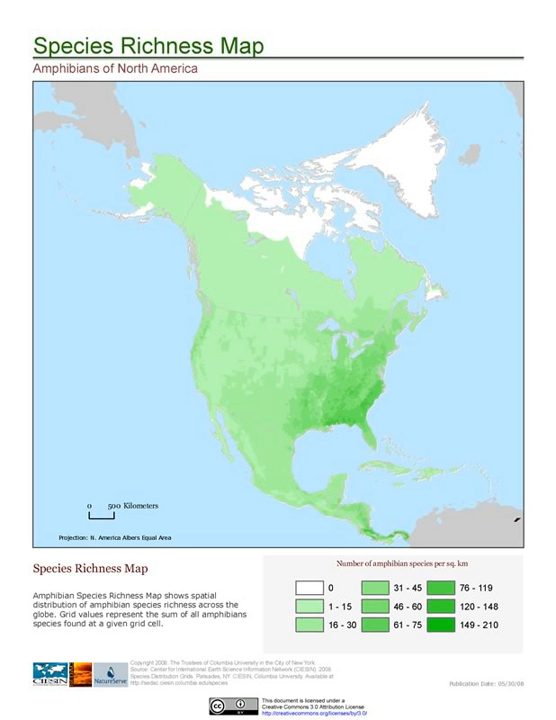 Species Richness Map
Amphibians of North America
0 500 Kilometers
Projection: N. America Albers Equal Area
Species Richness Map
Amphibian Species Richness Map shows spatial
distribution of amphibian species richness across the
globe. Grid values represent the sum of all amphibians
species found at a given grid cell.
Number of amphibian species per sq. km
0 31 - 45 76 - 119
1 - 15 46 - 60 120 - 148
16 - 30 61 - 75 149 - 210
CIESIN
NatureServe
Copyright 2008. The Trustees of Columbia University in the City of New York.
Source: Center for International Earth Science Information Network (CIESIN), 2008.
Species Distribution Grids. Palisades, NY: CIESIN, Columbia University. Available at
http://sedac.ciesin.columbia.edu/species
Publication Date: 05/30/08
cc BY
This document is licensed under a
Creative Commons 3.0 Attribution License
http://creativecommons.org/licenses/by/3.0/